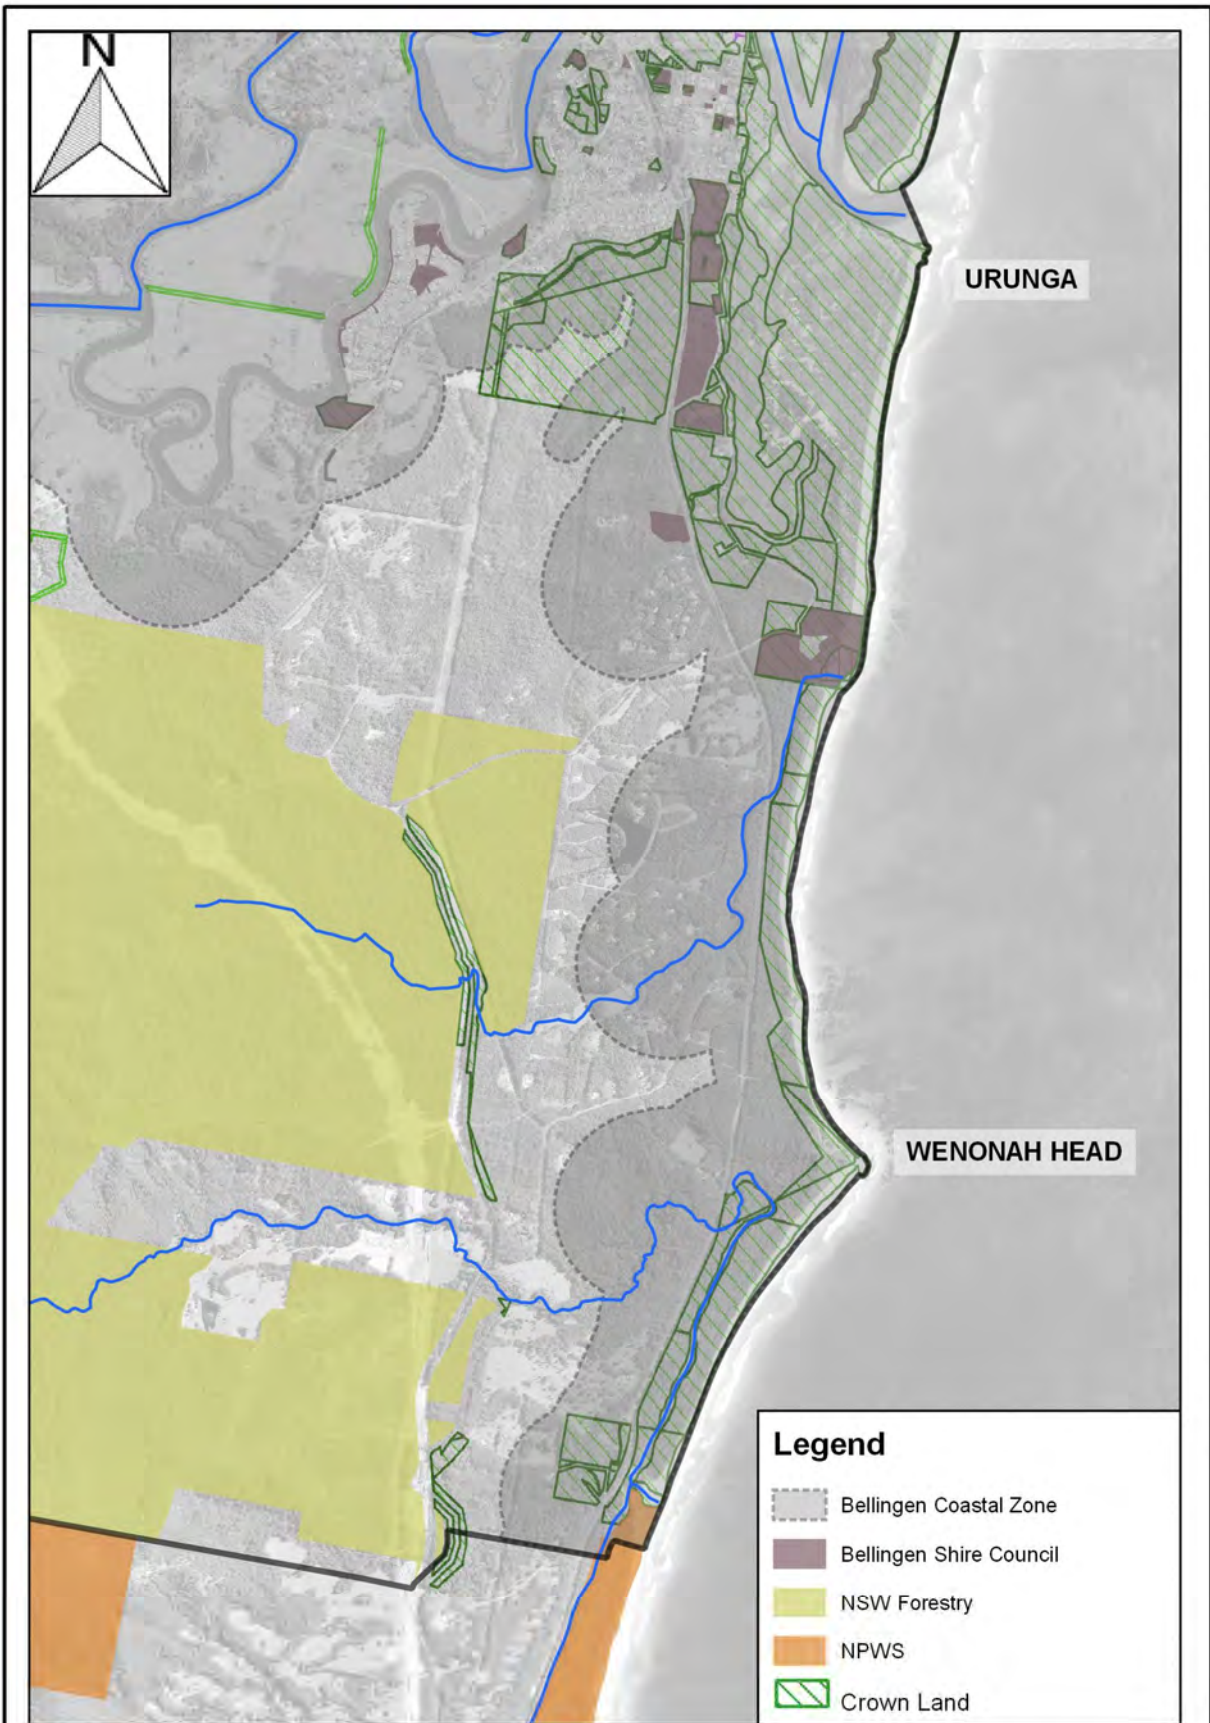 N
URUNGA
WENONAH HEAD
Legend
Bellingen Coastal Zone
Bellingen Shire Council
NSW Forestry
NPWS
Crown Land